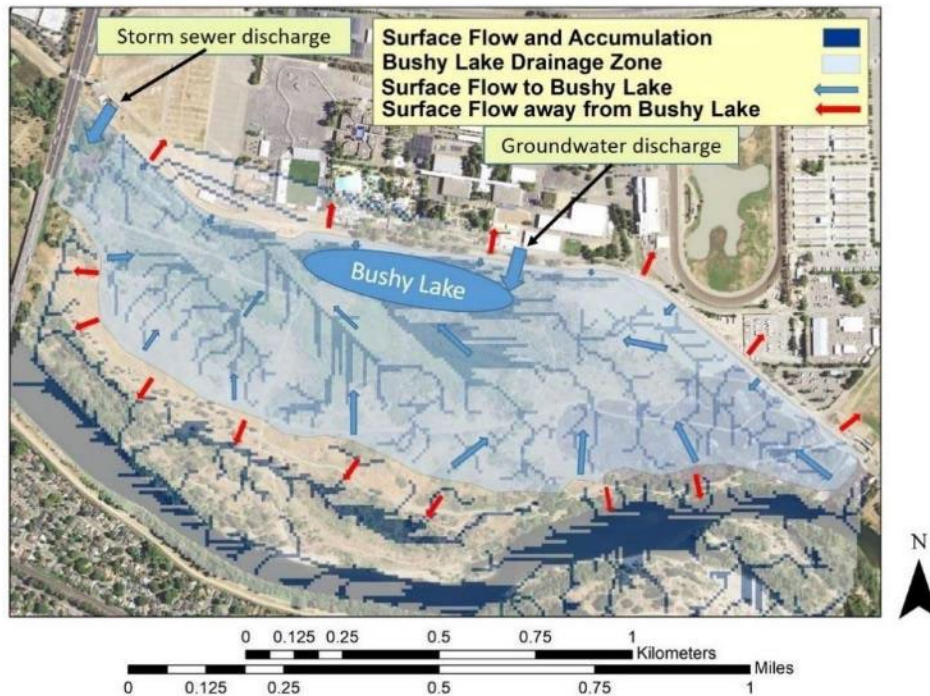 Storm sewer discharge
Surface Flow and Accumulation
Bushy Lake Drainage Zone
Surface Flow to Bushy Lake
Surface Flow away from Bushy Lake
Groundwater discharge
Bushy Lake
N
0 0.125 0.25 0.5 0.75 1
Kilometers
Miles
0 0.125 0.25 0.5 0.75 1